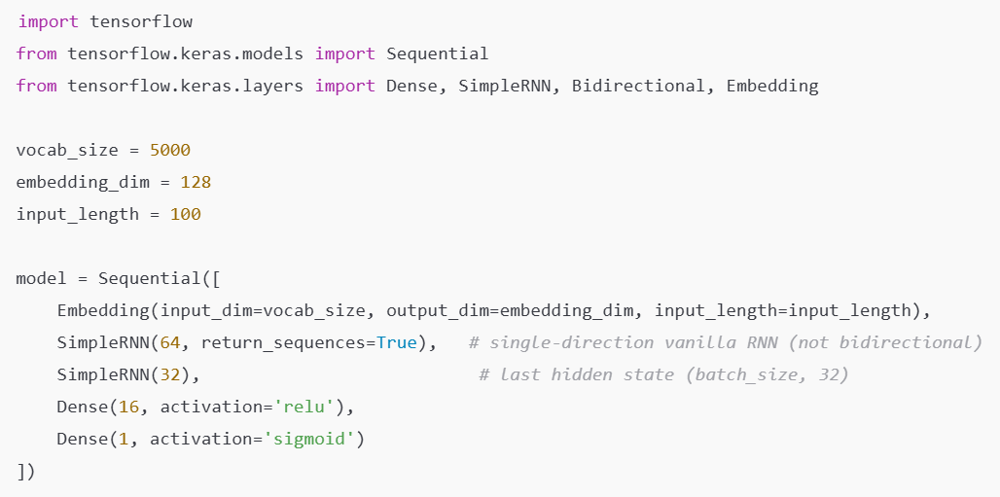 import tensorflow
from tensorflow.keras.models import Sequential
from tensorflow.keras.layers import Dense, SimpleRNN, Bidirectional, Embedding

vocab_size = 5000
embedding_dim = 128
input_length = 100

model = Sequential([
    Embedding(input_dim=vocab_size, output_dim=embedding_dim, input_length=input_length),
    SimpleRNN(64, return_sequences=True),   # single-direction vanilla RNN (not bidirectional)
    SimpleRNN(32),                           # last hidden state (batch_size, 32)
    Dense(16, activation='relu'),
    Dense(1, activation='sigmoid')
])